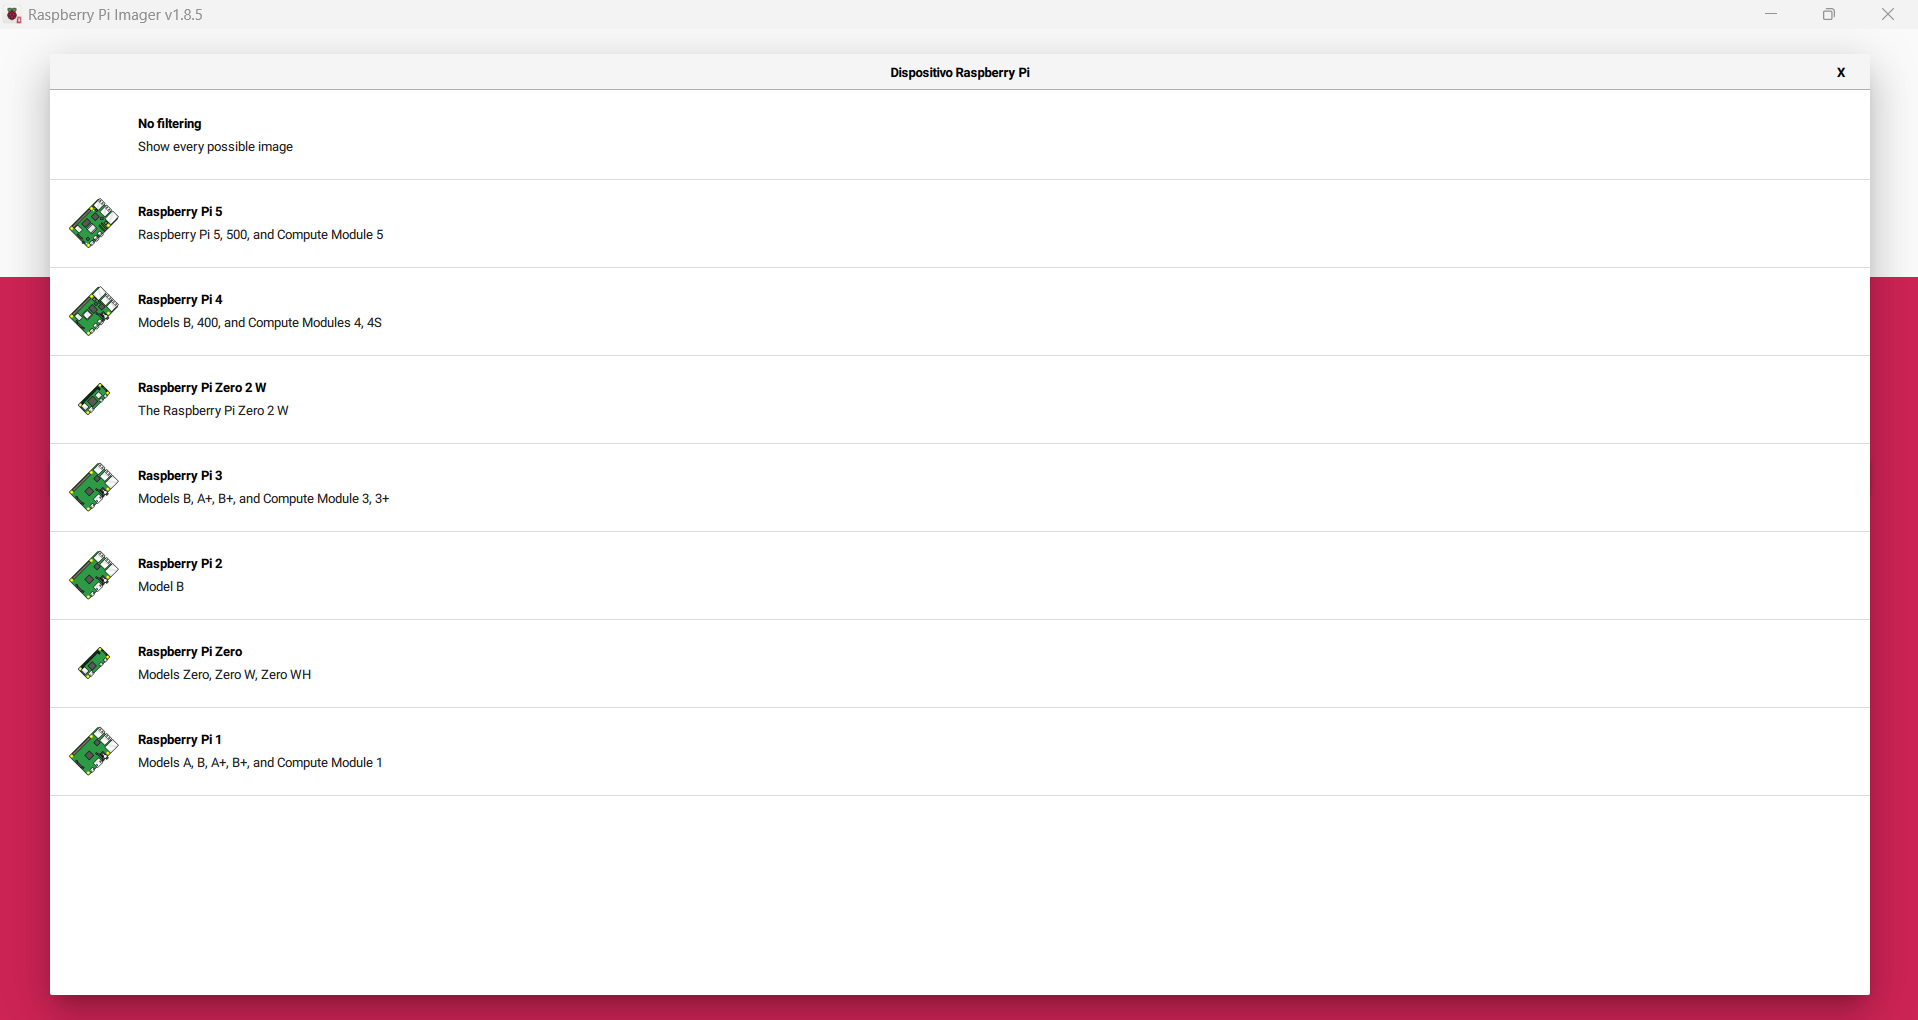 Raspberry Pi Imager v1.8.5
Dispositivo Raspberry Pi
X
No filtering
Show every possible image
Raspberry Pi 5
Raspberry Pi 5, 500, and Compute Module 5
Raspberry Pi 4
Models B, 400, and Compute Modules 4, 4S
Raspberry Pi Zero 2 W
The Raspberry Pi Zero 2 W
Raspberry Pi 3
Models B, A+, B+, and Compute Module 3, 3+
Raspberry Pi 2
Model B
Raspberry Pi Zero
Models Zero, Zero W, Zero WH
Raspberry Pi 1
Models A, B, A+, B+, and Compute Module 1